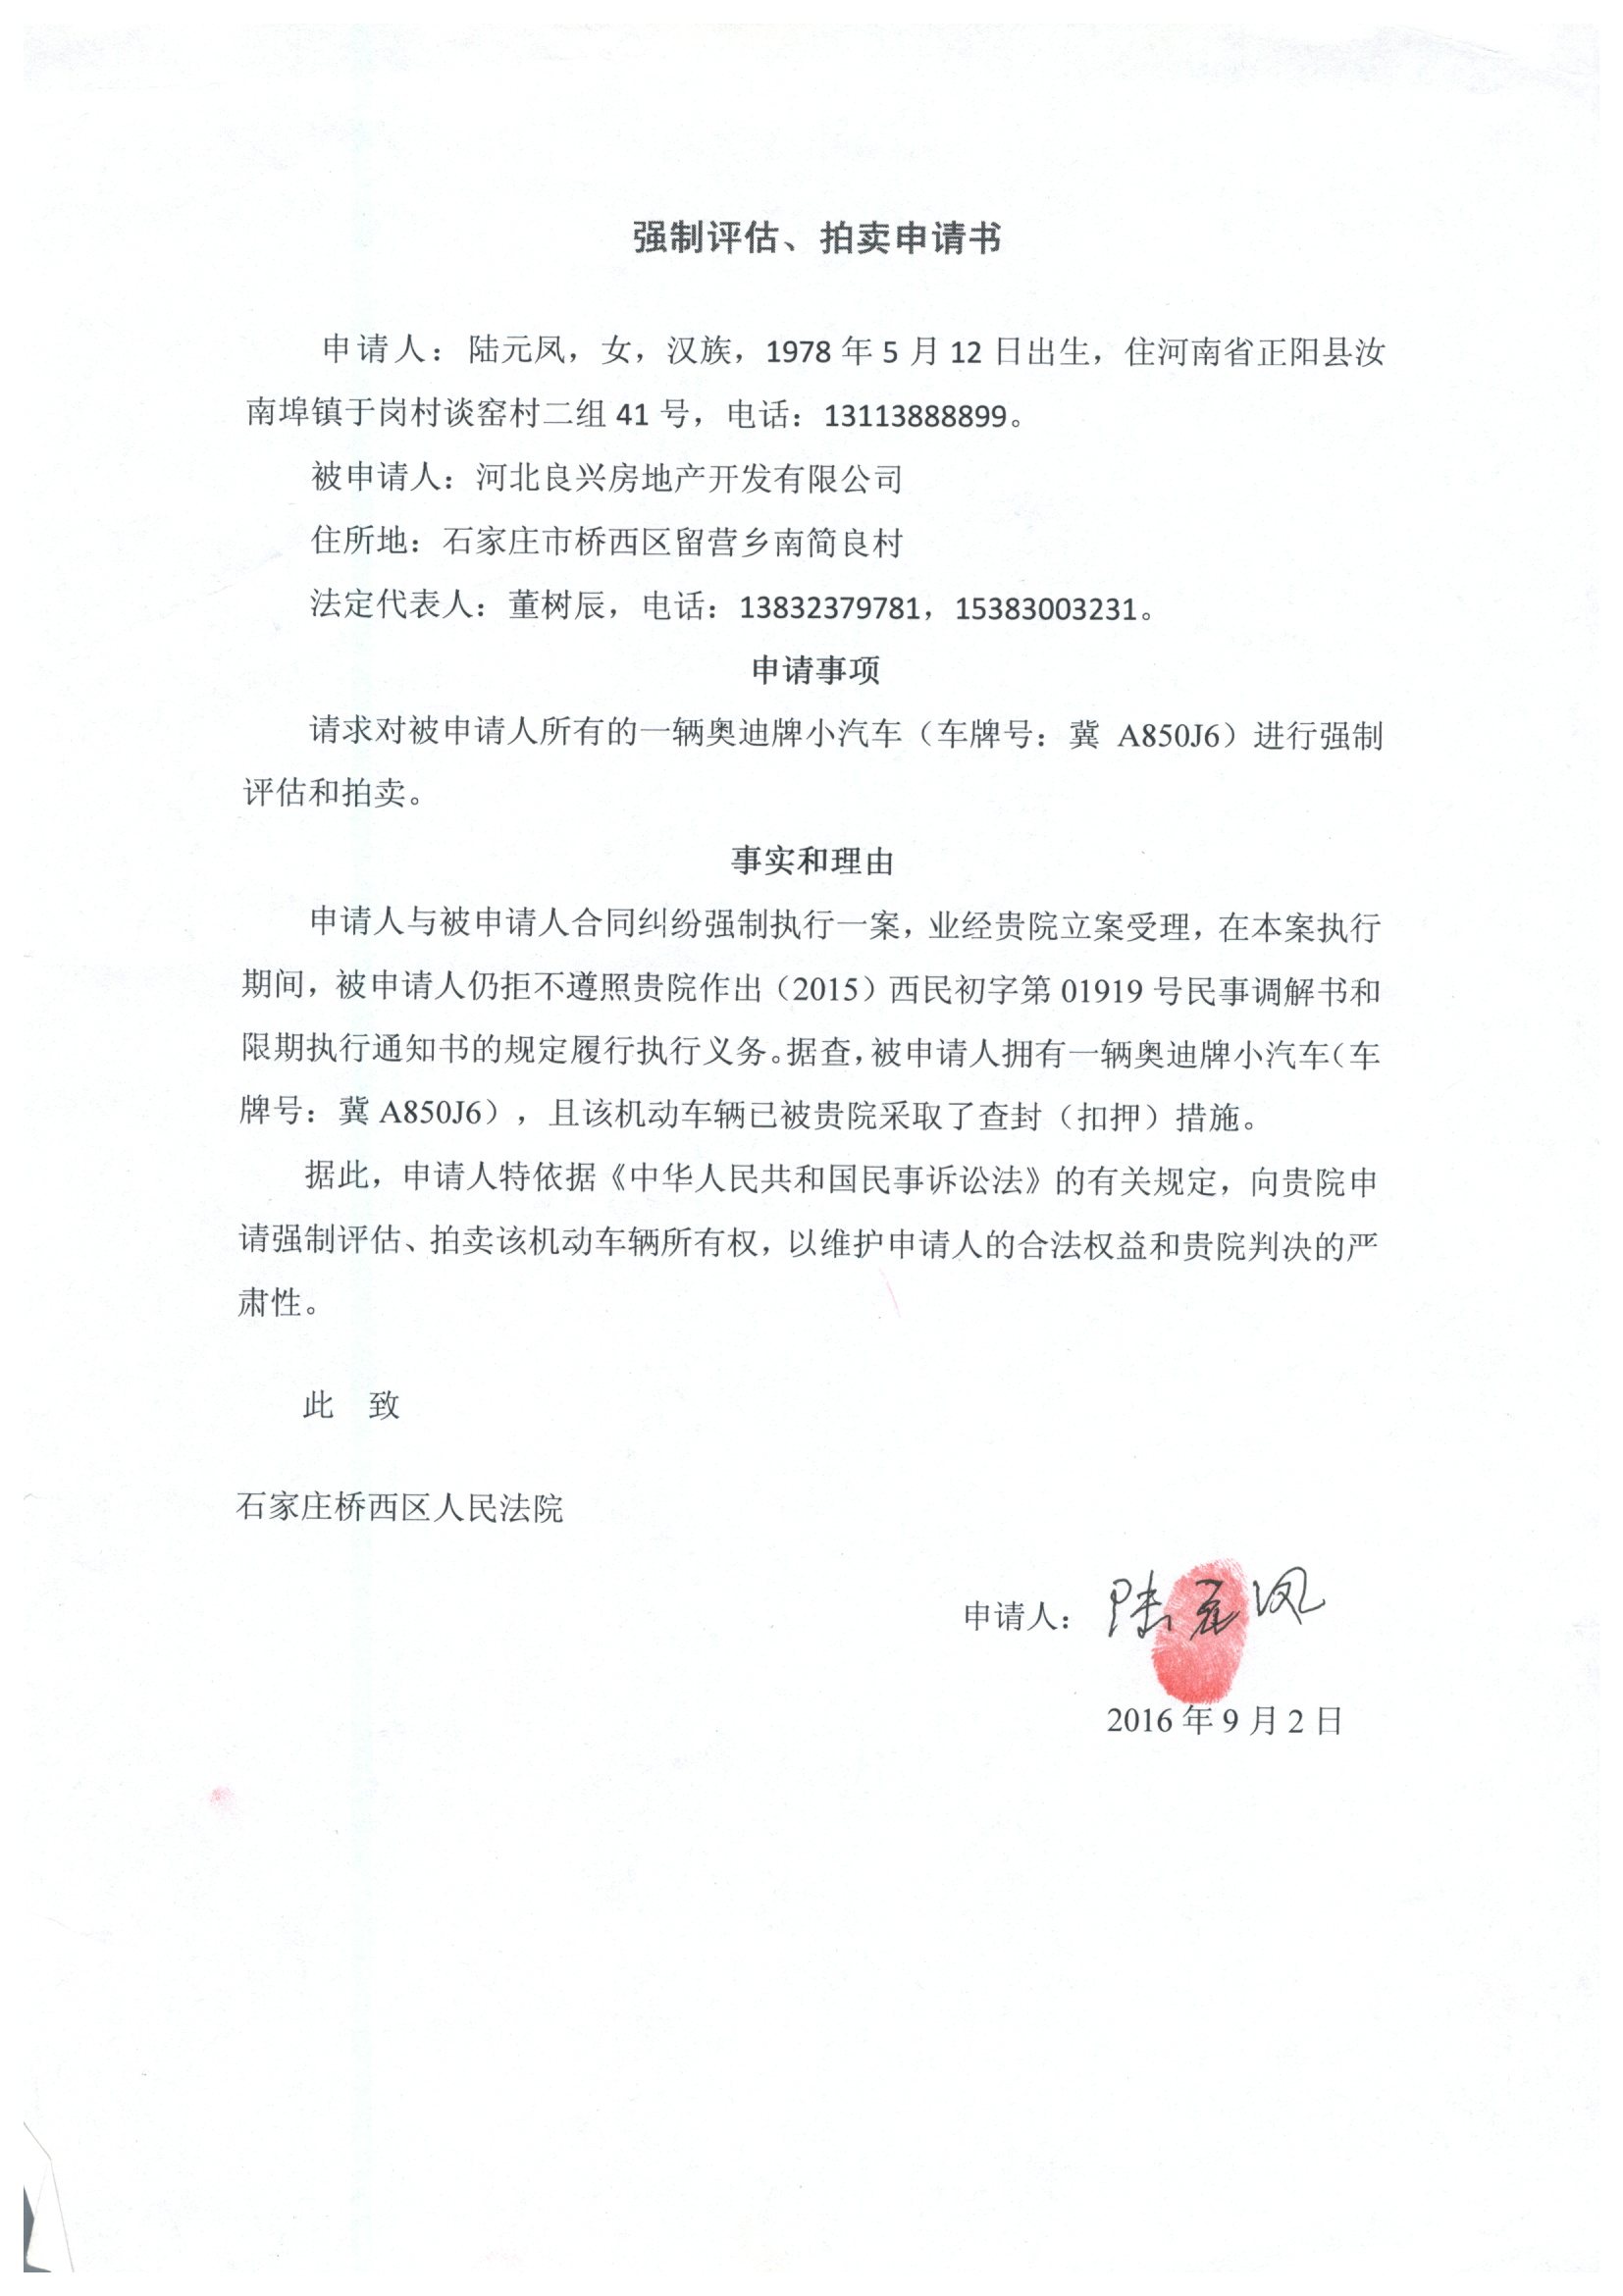 强制评估、拍卖申请书
申请人：陆元凤，女，汉族，1978 年 5 月 12 日出生，住河南省正阳县汝
南埠镇于岗村谈窑村二组 41 号，电话：13113888899。
被申请人：河北良兴房地产开发有限公司
住所地：石家庄市桥西区留营乡南简良村
法定代表人：董树辰，电话：13832379781，15383003231。
申请事项
请求对被申请人所有的一辆奥迪牌小汽车（车牌号：冀 A850J6）进行强制
评估和拍卖。
事实和理由
申请人与被申请人合同纠纷强制执行一案，业经贵院立案受理，在本案执行
期间，被申请人仍拒不遵照贵院作出（2015）西民初字第 01919 号民事调解书和
限期执行通知书的规定履行执行义务。据查，被申请人拥有一辆奥迪牌小汽车（车
牌号：冀 A850J6），且该机动车辆已被贵院采取了查封（扣押）措施。
据此，申请人特依据《中华人民共和国民事诉讼法》的有关规定，向贵院申
请强制评估、拍卖该机动车辆所有权，以维护申请人的合法权益和贵院判决的严
肃性。
此 致
石家庄桥西区人民法院
申请人：陆元凤
2016 年 9 月 2 日